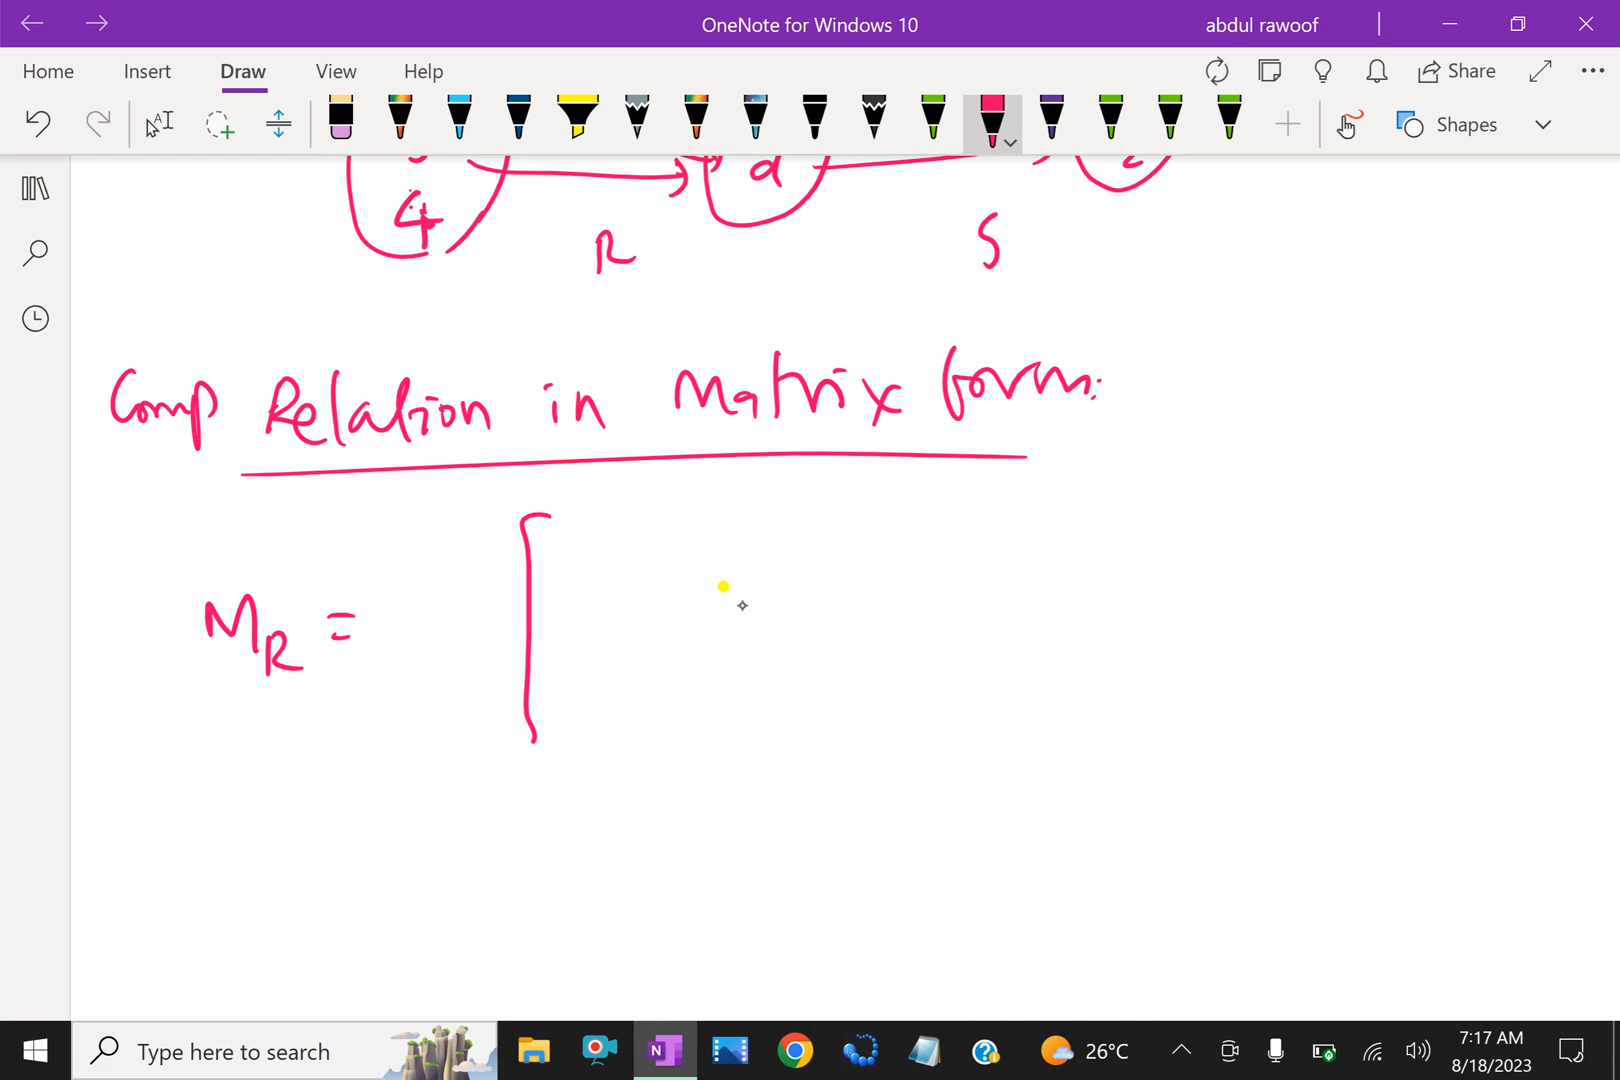 OneNote for Windows 10
abdul rawoof
Home Insert Draw View Help
Share
Shapes
d
4
R
S
Comp Relation in Matrix form:
M_R =
Type here to search
26°C
7:17 AM
8/18/2023